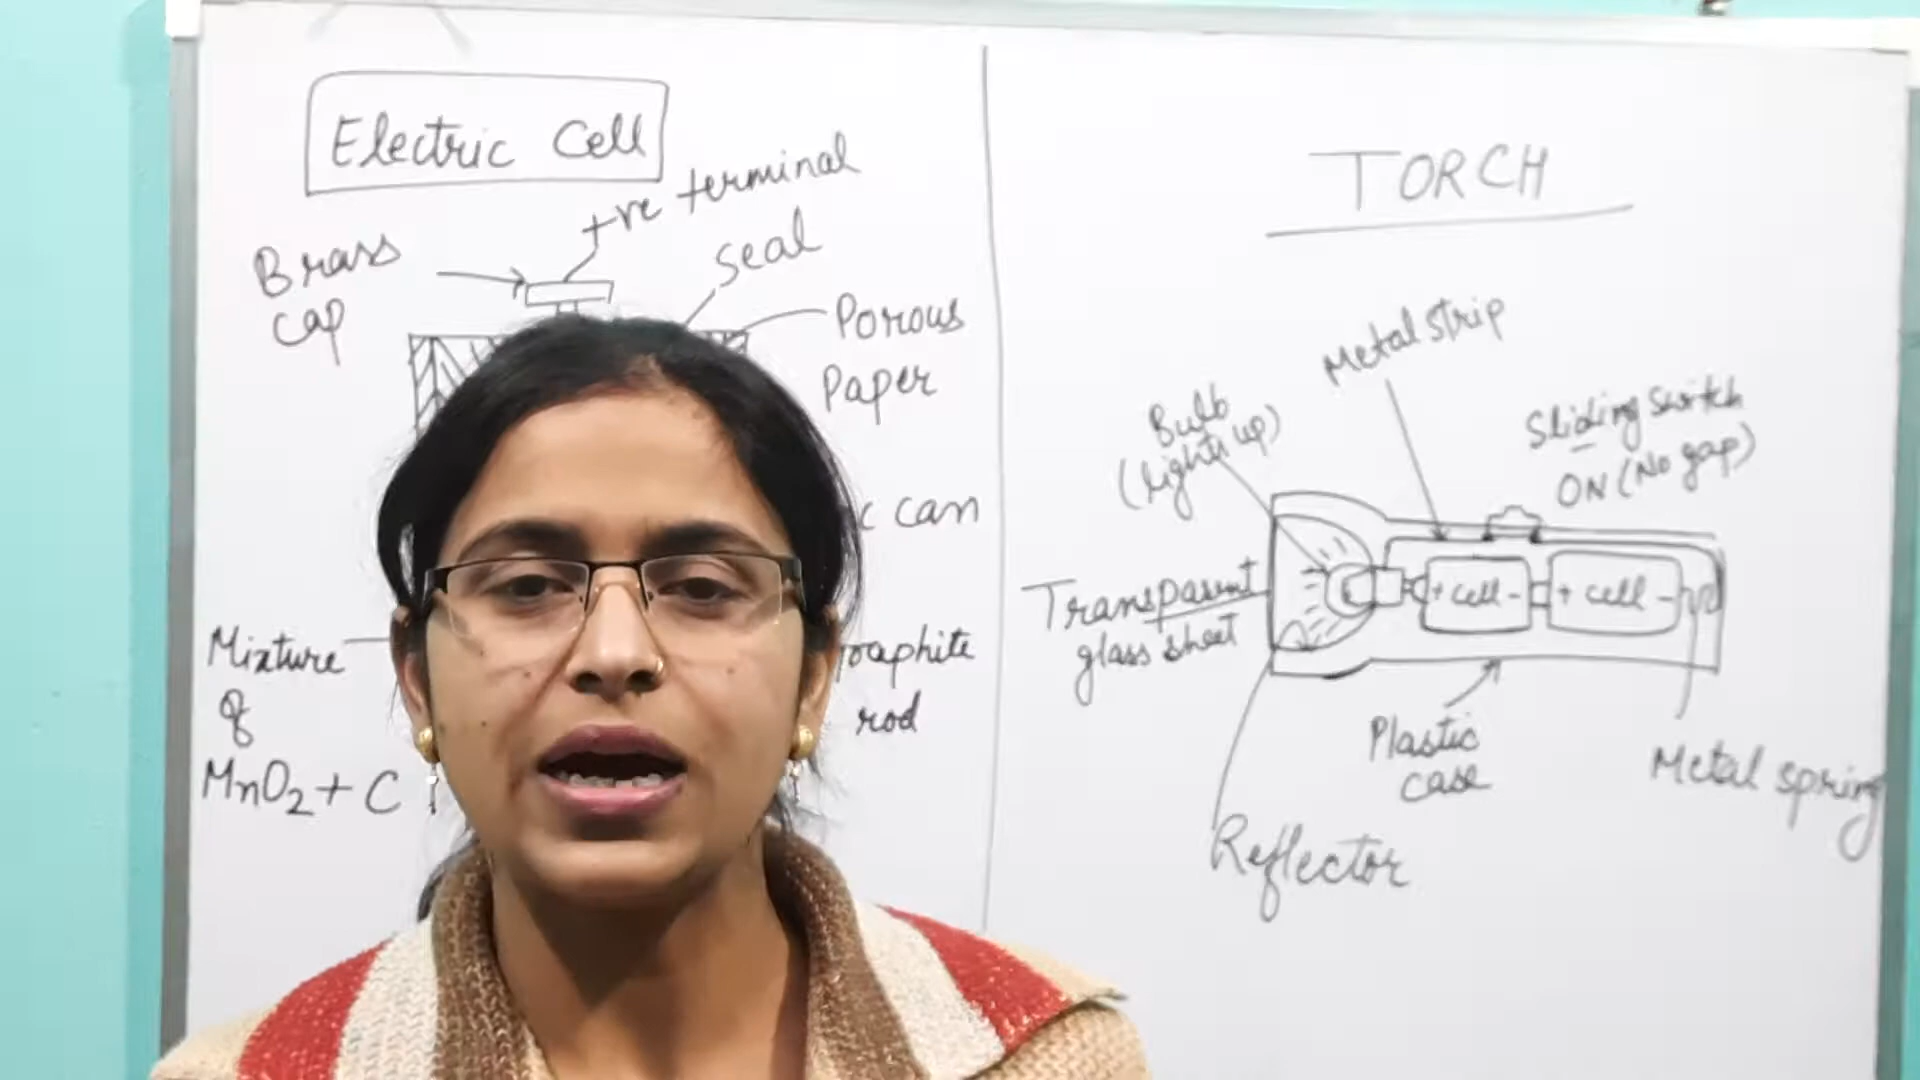 Electric Cell
+ve terminal
Brass
cap
seal
Porous
Paper
can
Mixture
of
MnO2 + C
raphite
rod
TORCH
Metal strip
Bulb
(lights up)
Sliding switch
ON (No gap)
Transparent
glass sheet
+ cell -
+ cell -
Plastic
case
Metal spring
Reflector